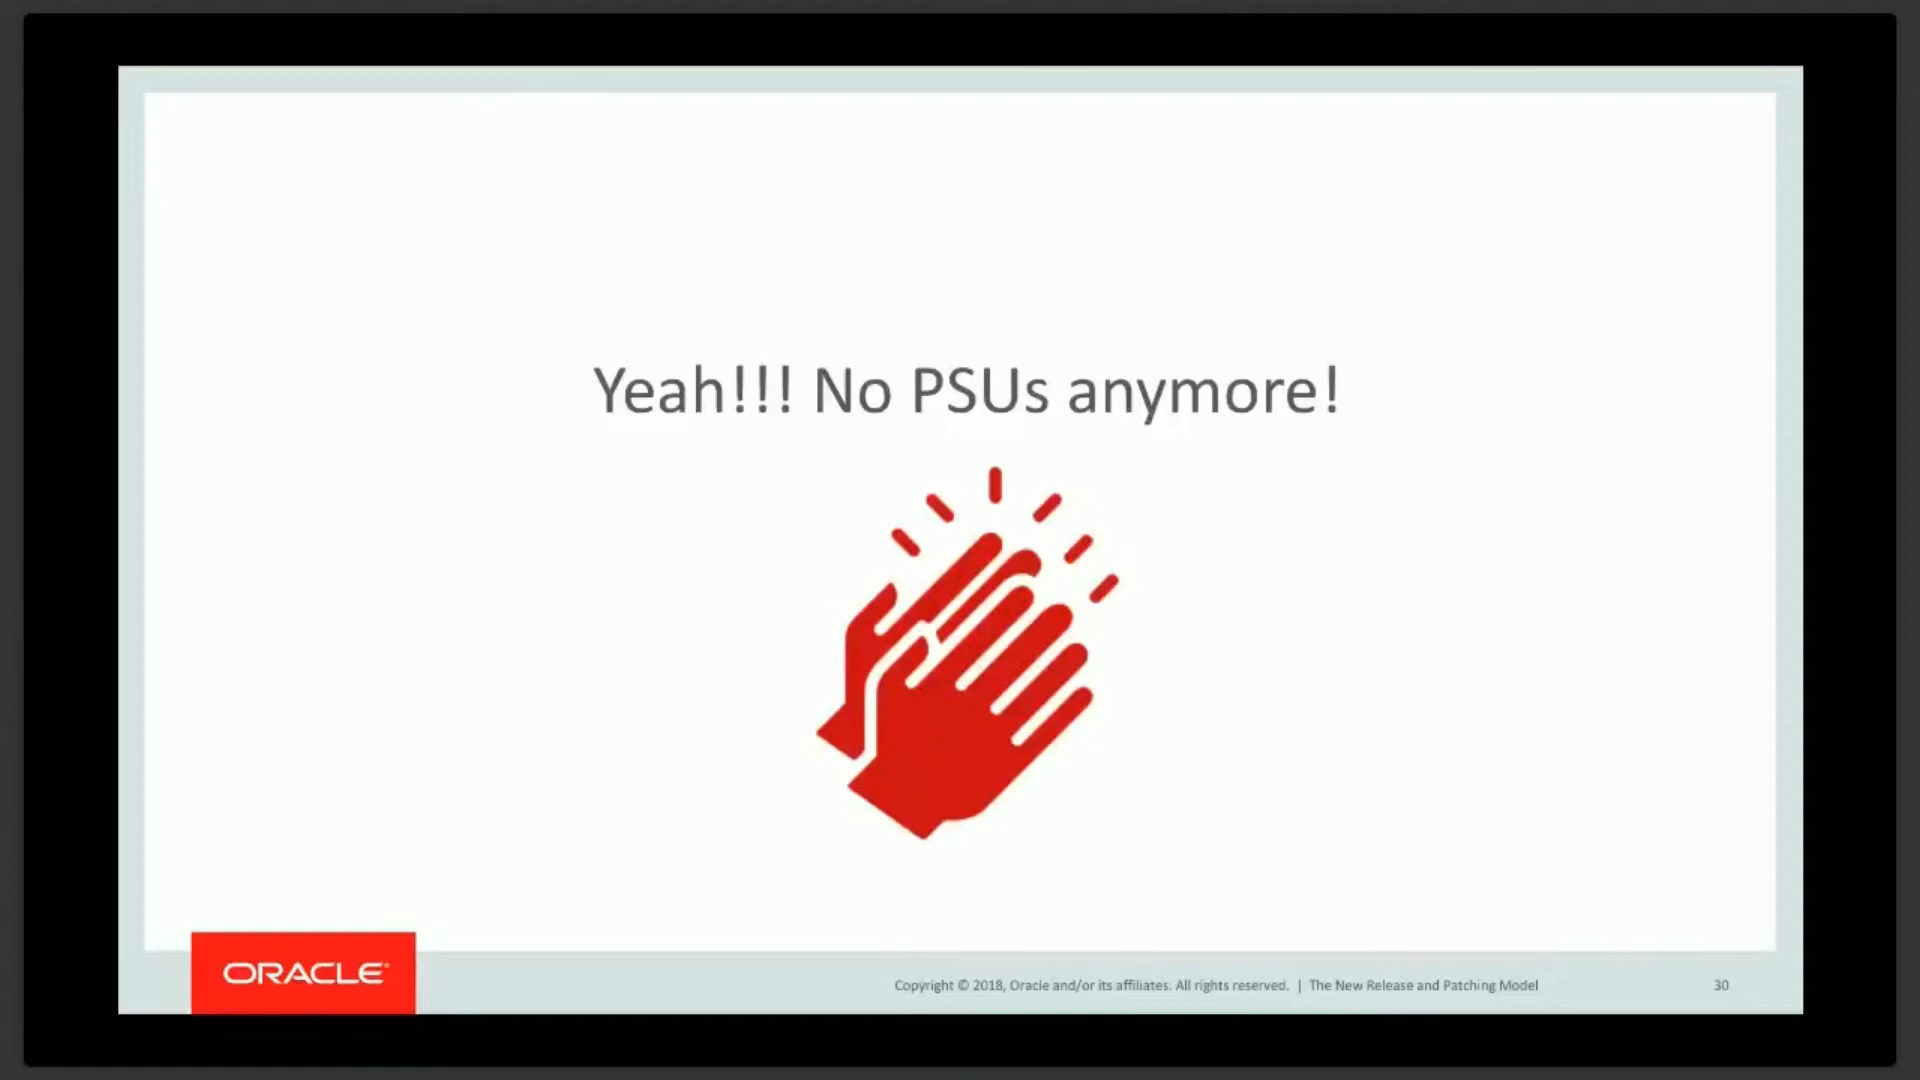 Yeah!!! No PSUs anymore!
ORACLE
Copyright © 2018, Oracle and/or its affiliates. All rights reserved. | The New Release and Patching Model 30